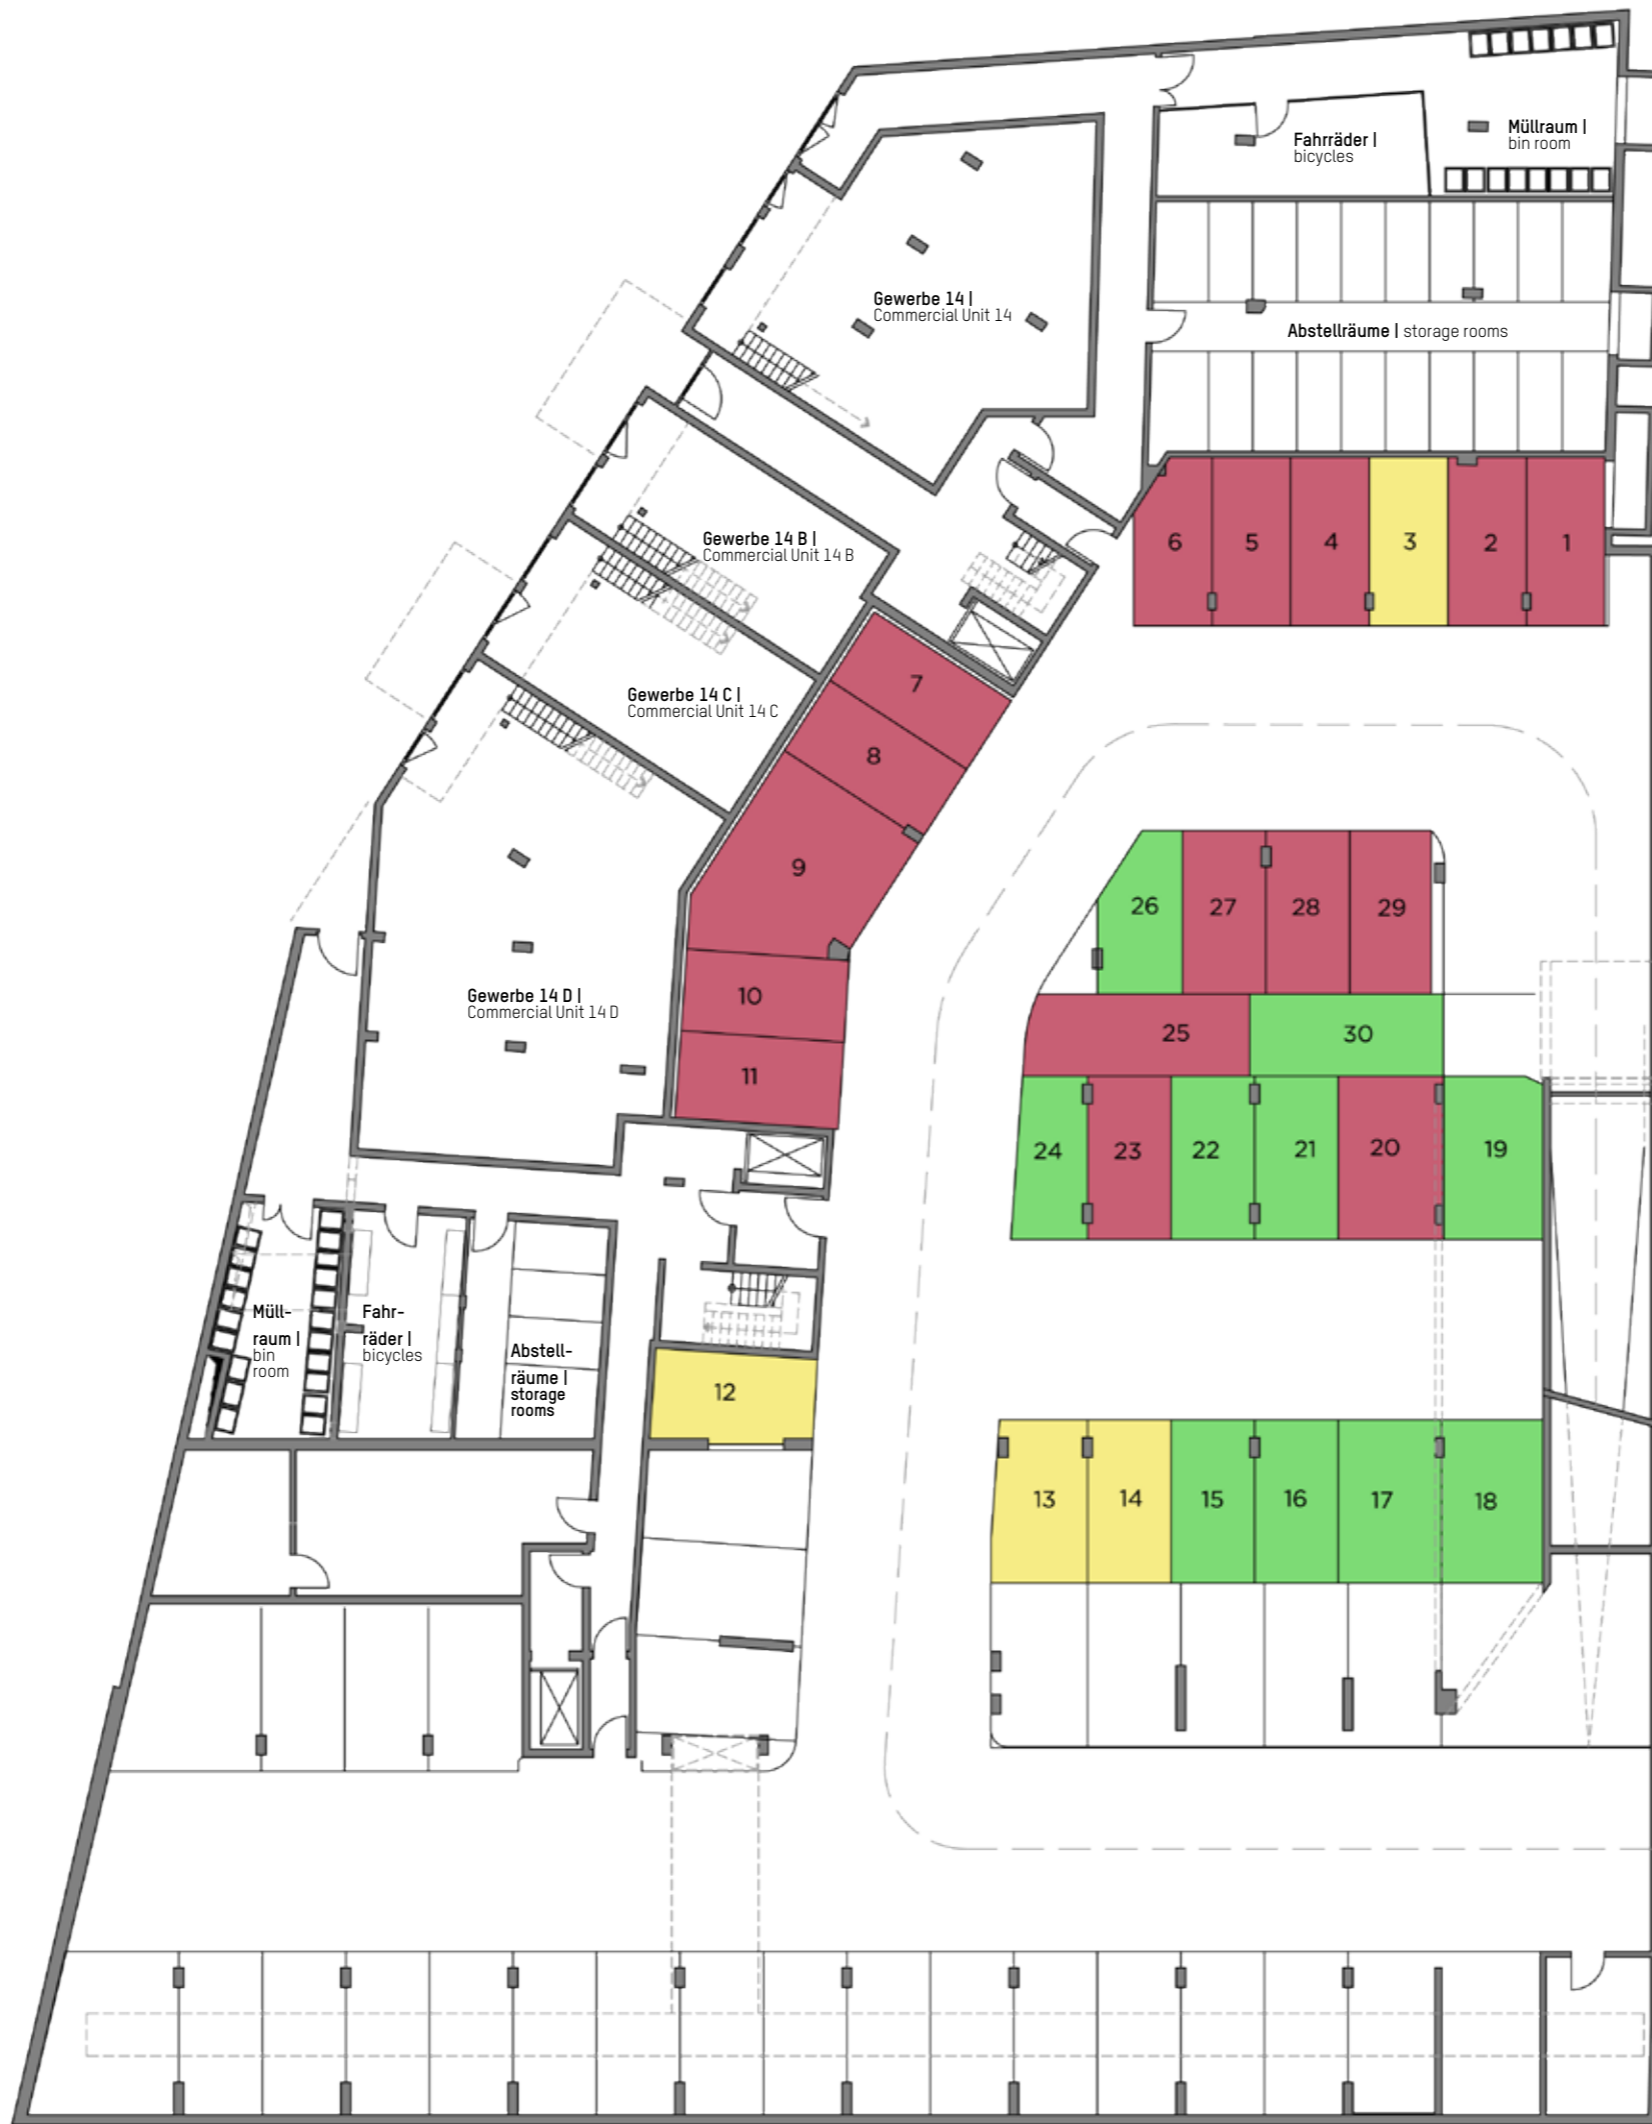 Fahrräder |
bicycles
Müllraum |
bin room
Gewerbe 14 |
Commercial Unit 14
Abstellräume | storage rooms
Gewerbe 14 B |
Commercial Unit 14 B
6
5
4
3
2
1
Gewerbe 14 C |
Commercial Unit 14 C
7
8
9
10
11
Gewerbe 14 D |
Commercial Unit 14 D
26
27
28
29
25
30
24
23
22
21
20
19
Müll-
raum |
bin
room
Fahr-
räder |
bicycles
Abstell-
räume |
storage
rooms
12
13
14
15
16
17
18